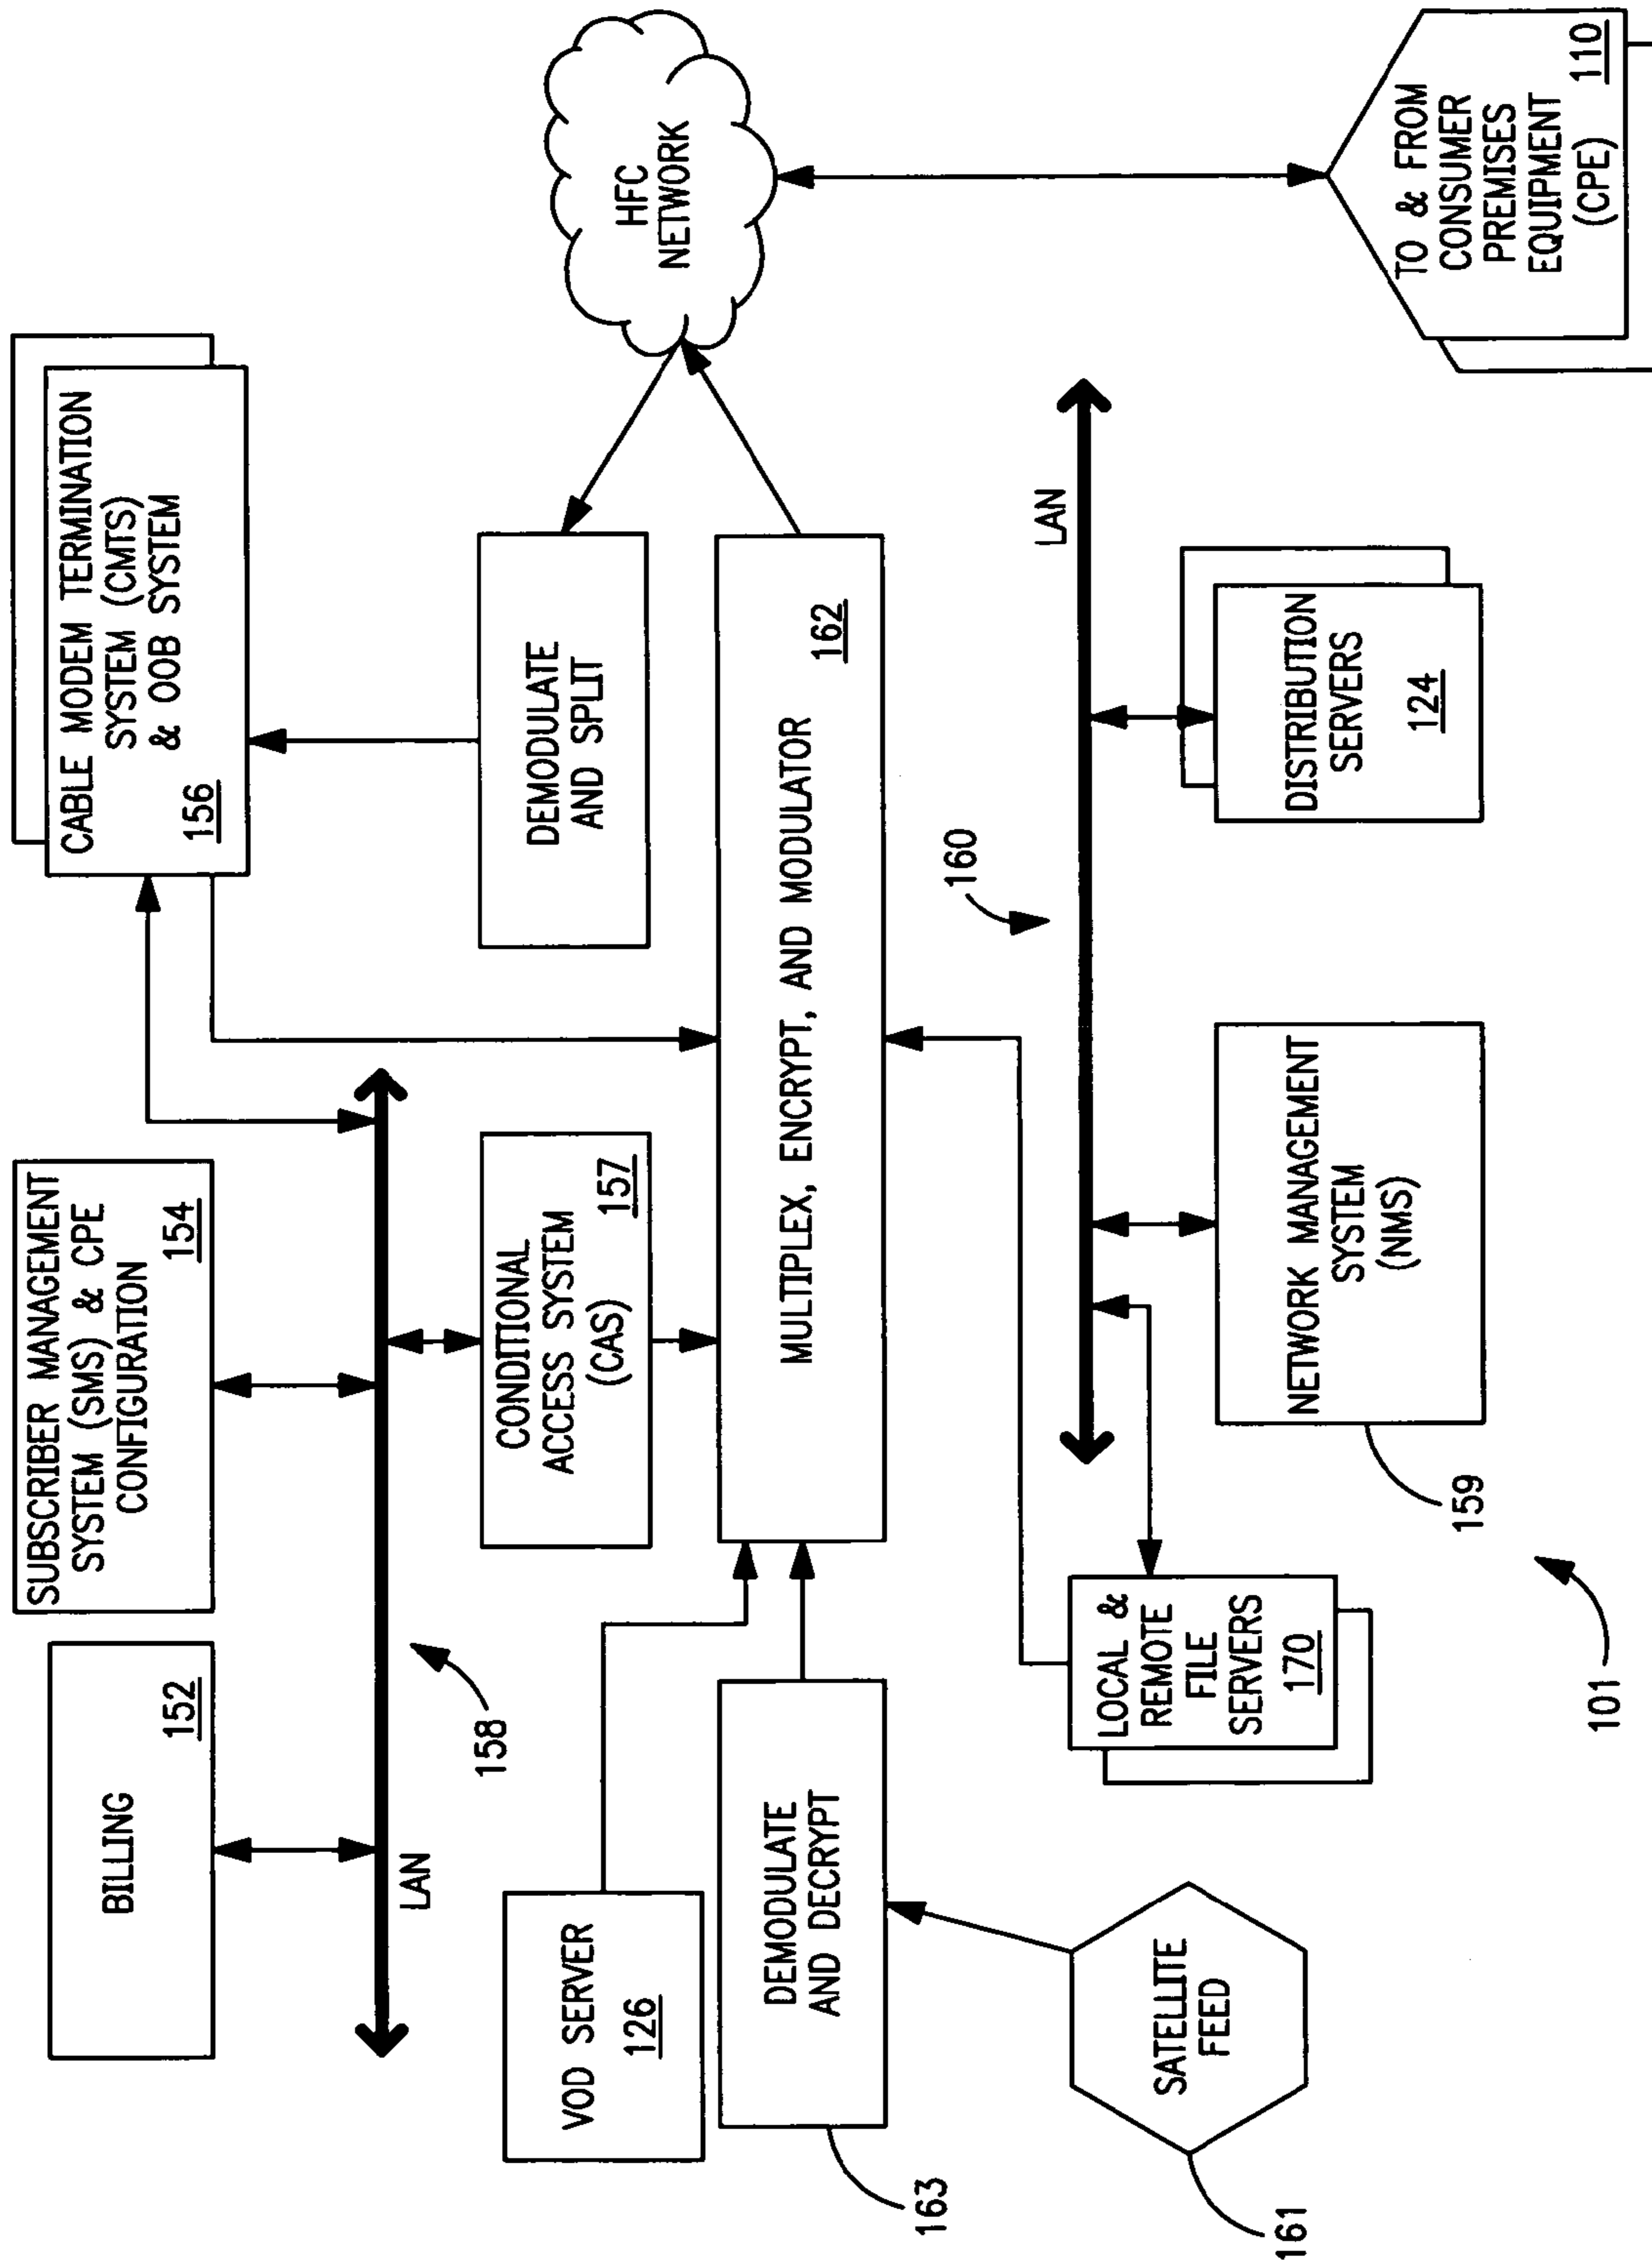 BILLING
152
SUBSCRIBER MANAGEMENT
SYSTEM (SMS) & CPE
CONFIGURATION
154
CABLE MODEM TERMINATION
SYSTEM (CMTS)
& OOB SYSTEM
156
LAN
158
VOD SERVER
126
CONDITIONAL
ACCESS SYSTEM
(CAS)
157
DEMODULATE
AND SPLIT
HFC
NETWORK
DEMODULATE
AND DECRYPT
163
MULTIPLEX, ENCRYPT, AND MODULATOR
162
SATELLITE
FEED
161
LOCAL &
REMOTE
FILE
SERVERS
170
160
LAN
NETWORK MANAGEMENT
SYSTEM
(NMS)
159
DISTRIBUTION
SERVERS
124
TO & FROM
CONSUMER
PREMISES
EQUIPMENT
(CPE)
110
101